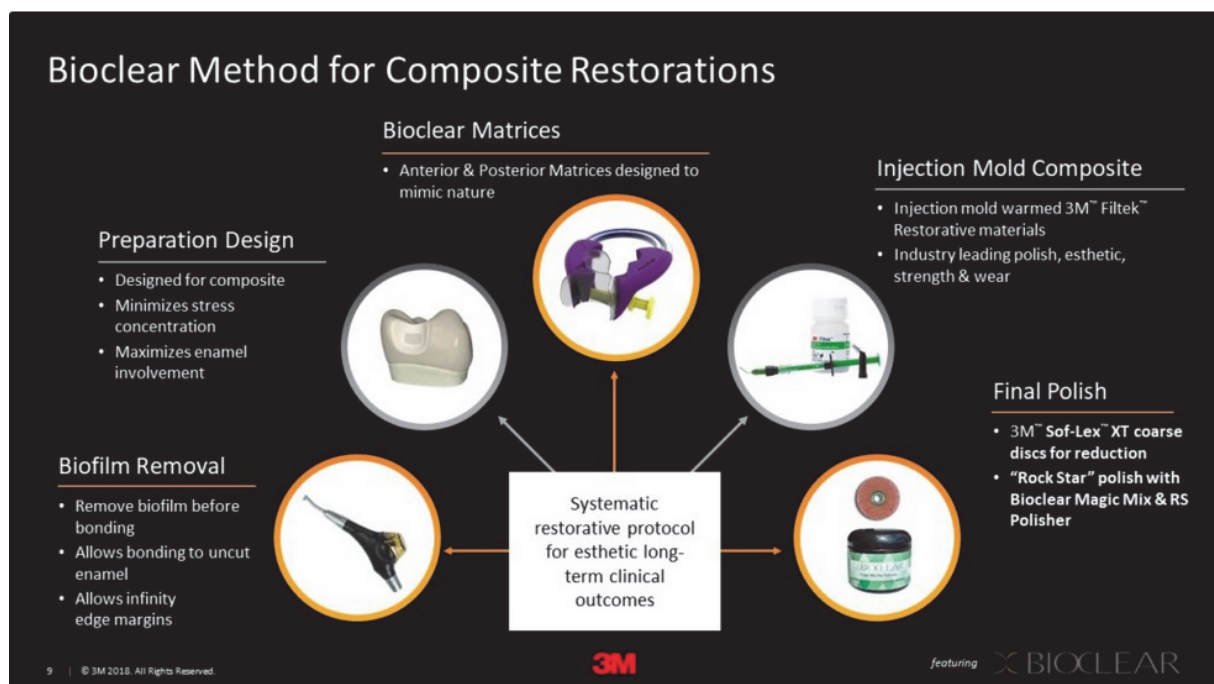 Bioclear Method for Composite Restorations
Bioclear Matrices
• Anterior & Posterior Matrices designed to
mimic nature
Injection Mold Composite
• Injection mold warmed 3M™ Filtek™
Restorative materials
• Industry leading polish, esthetic,
strength & wear
Preparation Design
• Designed for composite
• Minimizes stress
concentration
• Maximizes enamel
involvement
Final Polish
• 3M™ Sof-Lex™ XT coarse
discs for reduction
• “Rock Star” polish with
Bioclear Magic Mix & RS
Polisher
Biofilm Removal
• Remove biofilm before
bonding
• Allows bonding to uncut
enamel
• Allows infinity
edge margins
Systematic
restorative protocol
for esthetic long-
term clinical
outcomes
BIOCLEAR
9 | © 3M 2018. All Rights Reserved.
3M
featuring BIOCLEAR